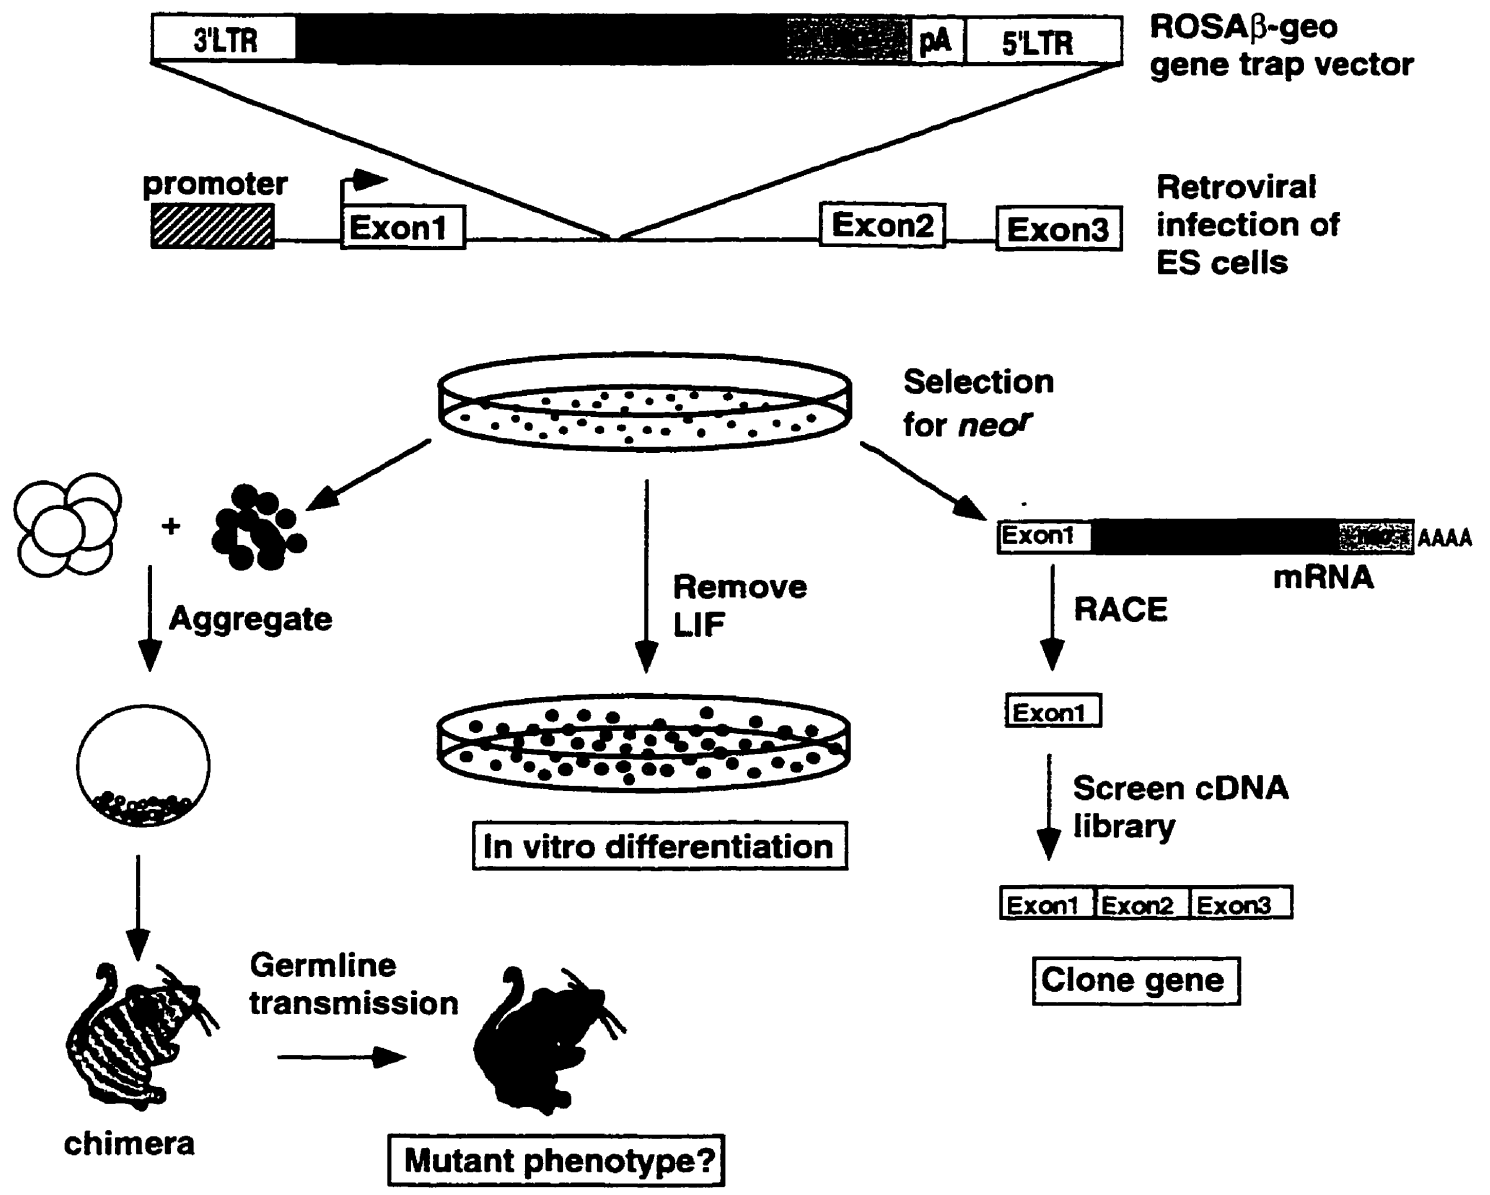 3'LTR
pA
5'LTR
ROSAβ-geo
gene trap vector
promoter
Exon1
Exon2
Exon3
Retroviral
infection of
ES cells
Selection
for neoʳ
+
Exon1
AAAA
mRNA
Aggregate
Remove
LIF
RACE
Exon1
Screen cDNA
library
In vitro differentiation
Exon1
Exon2
Exon3
Clone gene
Germline
transmission
chimera
Mutant phenotype?